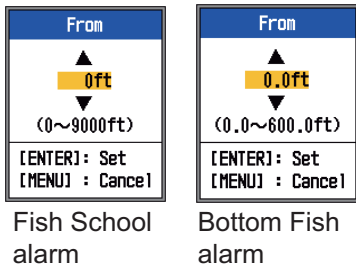 From
0ft
(0～9000ft)
[ENTER]: Set
[MENU] : Cancel
Fish School
alarm
From
0.0ft
(0.0～600.0ft)
[ENTER]: Set
[MENU] : Cancel
Bottom Fish
alarm